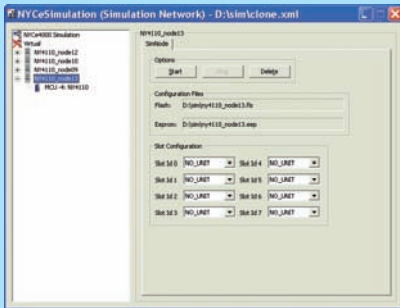 NYCeSimulation (Simulation Network) - D:\sim\clone.xml
NYCe4000 Simulation
Virtual
NY4110_node12
NY4110_node10
NY4110_node09
NY4110_node13
MCU -4: NY4110
NY4110_node13
SimNode
Options
Start
Stop
Delete
Configuration Files
Flash: D:\sim\ny4110_node13.fls
Eeprom: D:\sim\ny4110_node13.eep
Slot Configuration
Slot Id 0 NO_UNIT Slot Id 4 NO_UNIT
Slot Id 1 NO_UNIT Slot Id 5 NO_UNIT
Slot Id 2 NO_UNIT Slot Id 6 NO_UNIT
Slot Id 3 NO_UNIT Slot Id 7 NO_UNIT